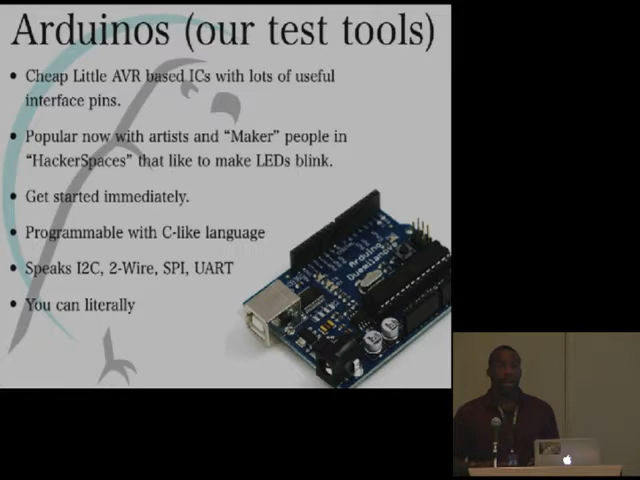 Arduinos (our test tools)
• Cheap Little AVR based ICs with lots of useful
interface pins.
• Popular now with artists and “Maker” people in
“HackerSpaces” that like to make LEDs blink.
• Get started immediately.
• Programmable with C-like language
• Speaks I2C, 2-Wire, SPI, UART
• You can literally
Arduino
Duemilanove